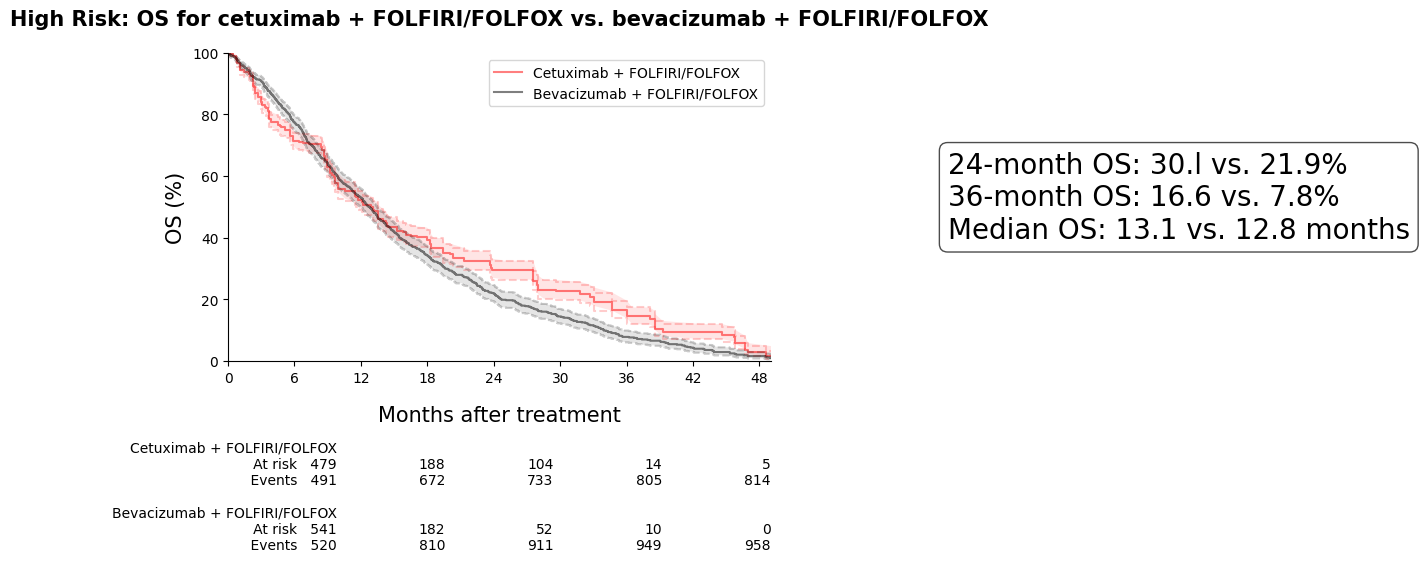 High Risk: OS for cetuximab + FOLFIRI/FOLFOX vs. bevacizumab + FOLFIRI/FOLFOX
100
80
60
40
20
0
OS (%)
Cetuximab + FOLFIRI/FOLFOX
Bevacizumab + FOLFIRI/FOLFOX
0 6 12 18 24 30 36 42 48
Months after treatment
24-month OS: 30.l vs. 21.9%
36-month OS: 16.6 vs. 7.8%
Median OS: 13.1 vs. 12.8 months
Cetuximab + FOLFIRI/FOLFOX
At risk 479 188 104 14 5
Events 491 672 733 805 814
Bevacizumab + FOLFIRI/FOLFOX
At risk 541 182 52 10 0
Events 520 810 911 949 958